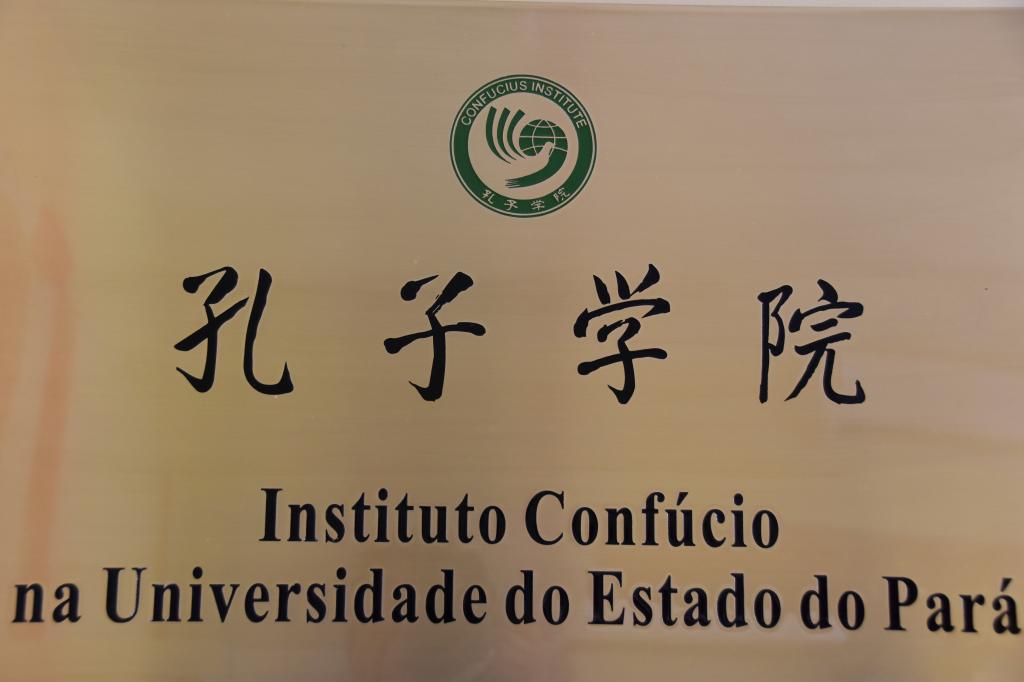 CONFUCIUS INSTITUTE
孔子学院
孔子学院
Instituto Confúcio
na Universidade do Estado do Pará